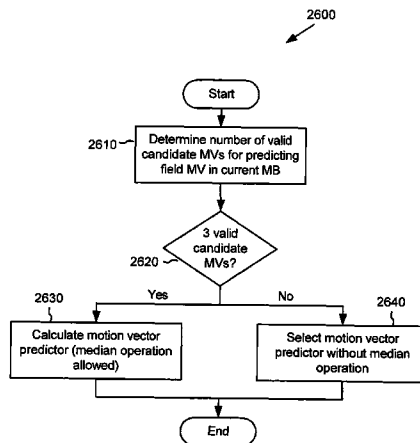 2600
Start
2610
Determine number of valid
candidate MVs for predicting
field MV in current MB
3 valid
candidate
MVs?
2620
Yes
No
2630
2640
Calculate motion vector
predictor (median operation
allowed)
Select motion vector
predictor without median
operation
End